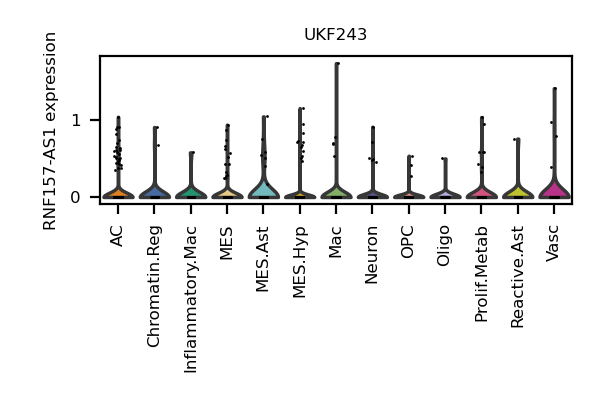 UKF243
RNF157-AS1 expression
1
0
AC
Chromatin.Reg
Inflammatory.Mac
MES
MES.Ast
MES.Hyp
Mac
Neuron
OPC
Oligo
Prolif.Metab
Reactive.Ast
Vasc